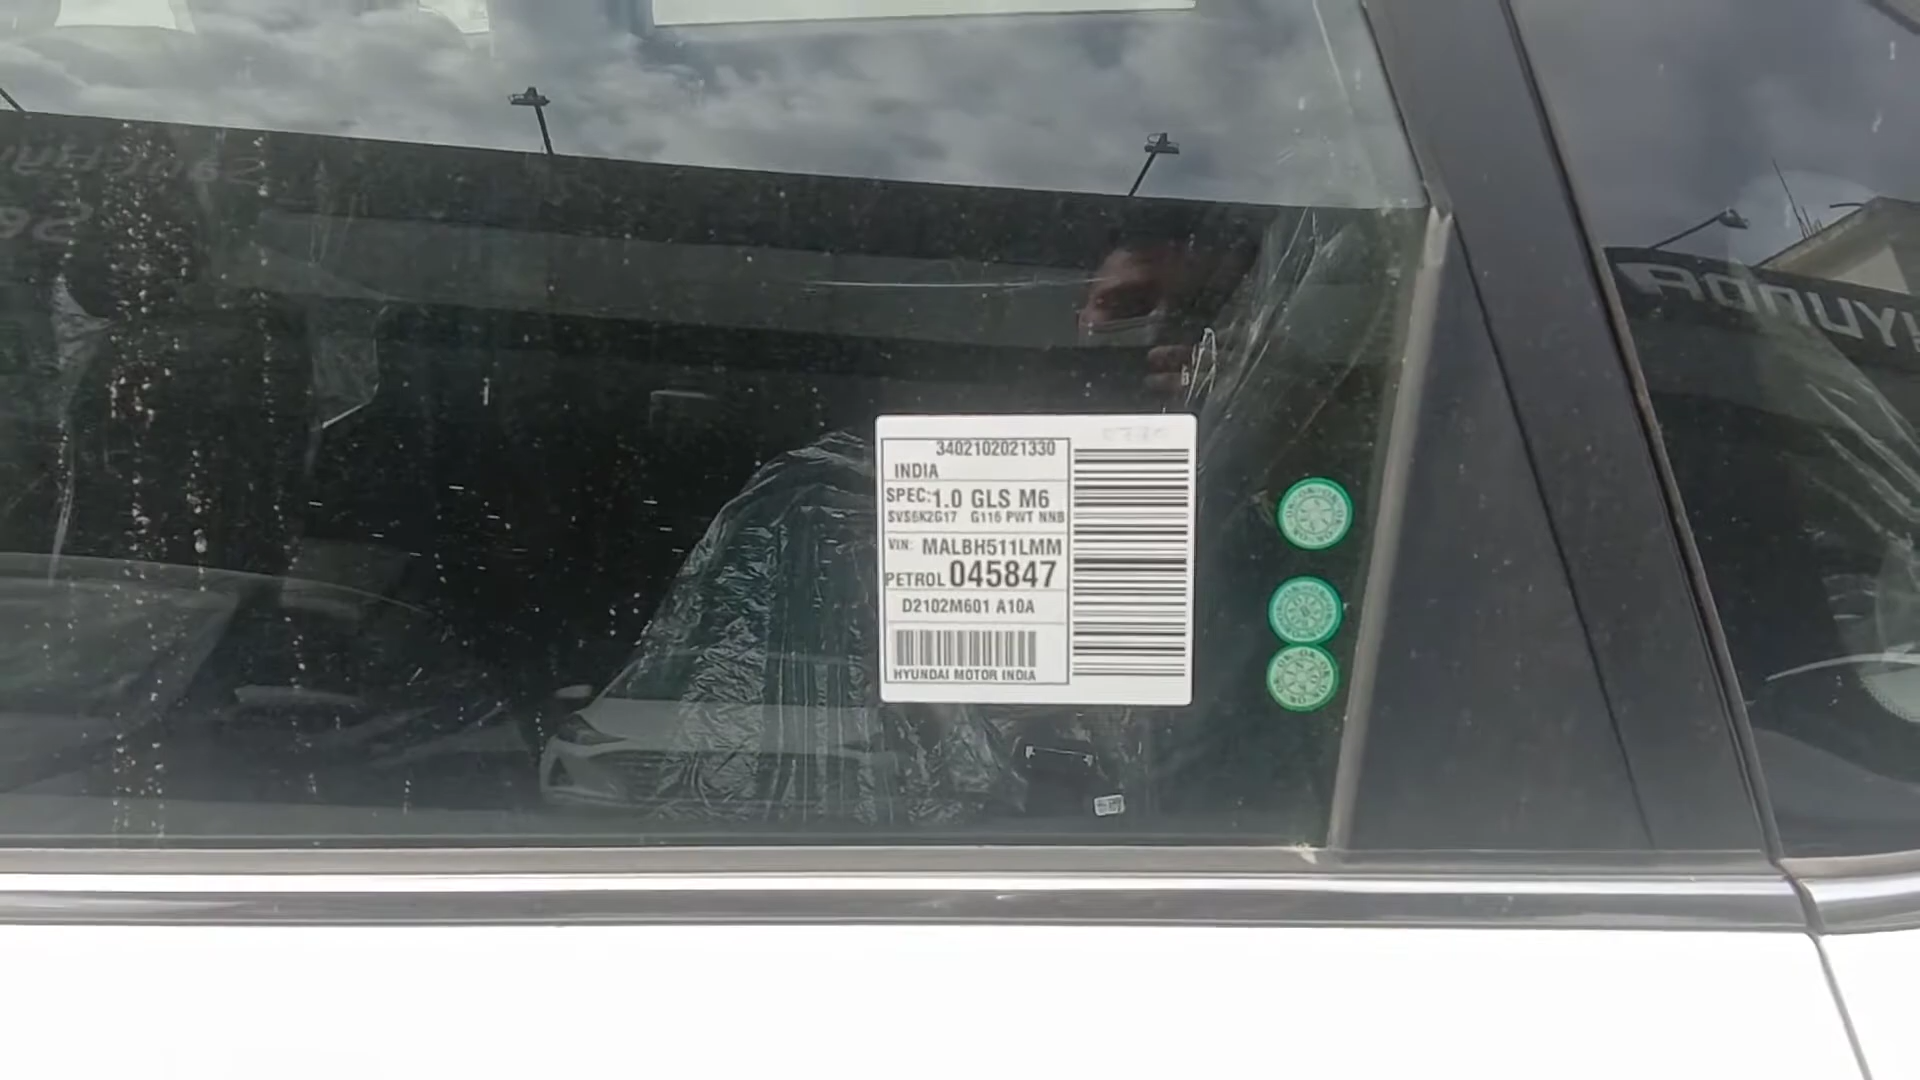 3402102021330
INDIA
SPEC:1.0 GLS M6
SVS6K2G17 G116 PWT NNB
VIN: MALBH511LMM
PETROL 045847
D2102M601 A10A
HYUNDAI MOTOR INDIA